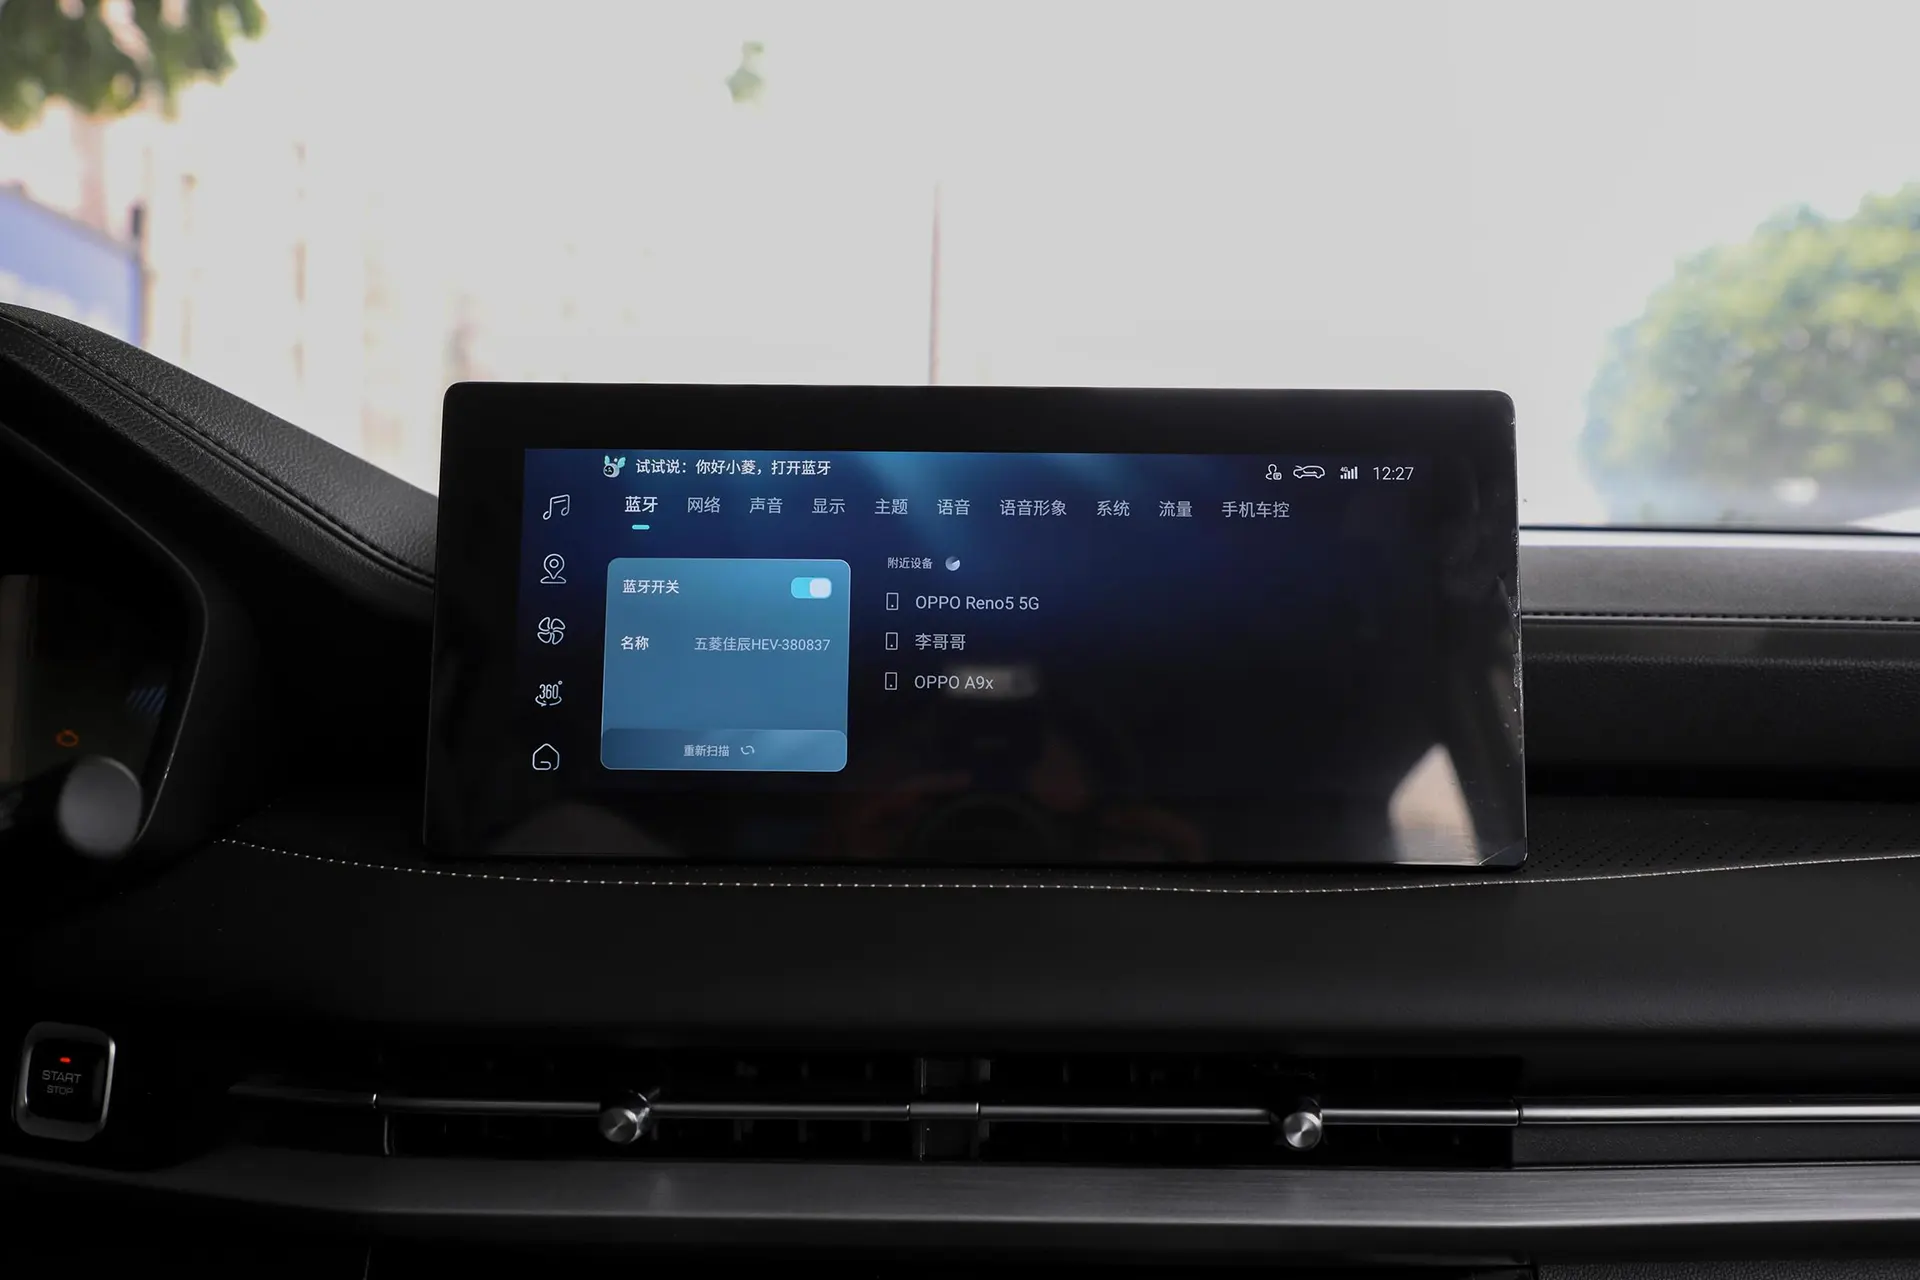 试试说：你好小菱，打开蓝牙
4G 12:27
蓝牙 网络 声音 显示 主题 语音 语音形象 系统 流量 手机车控
蓝牙开关
名称 五菱佳辰HEV-380837
重新扫描
附近设备
OPPO Reno5 5G
李哥哥
OPPO A9x
360°
START
STOP